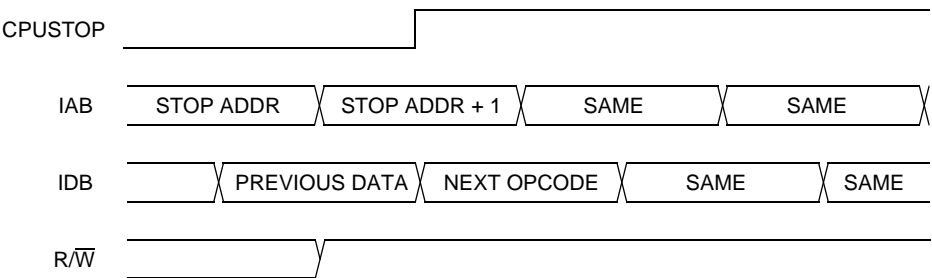 CPUSTOP
IAB STOP ADDR STOP ADDR + 1 SAME SAME
IDB PREVIOUS DATA NEXT OPCODE SAME SAME
R/W̅